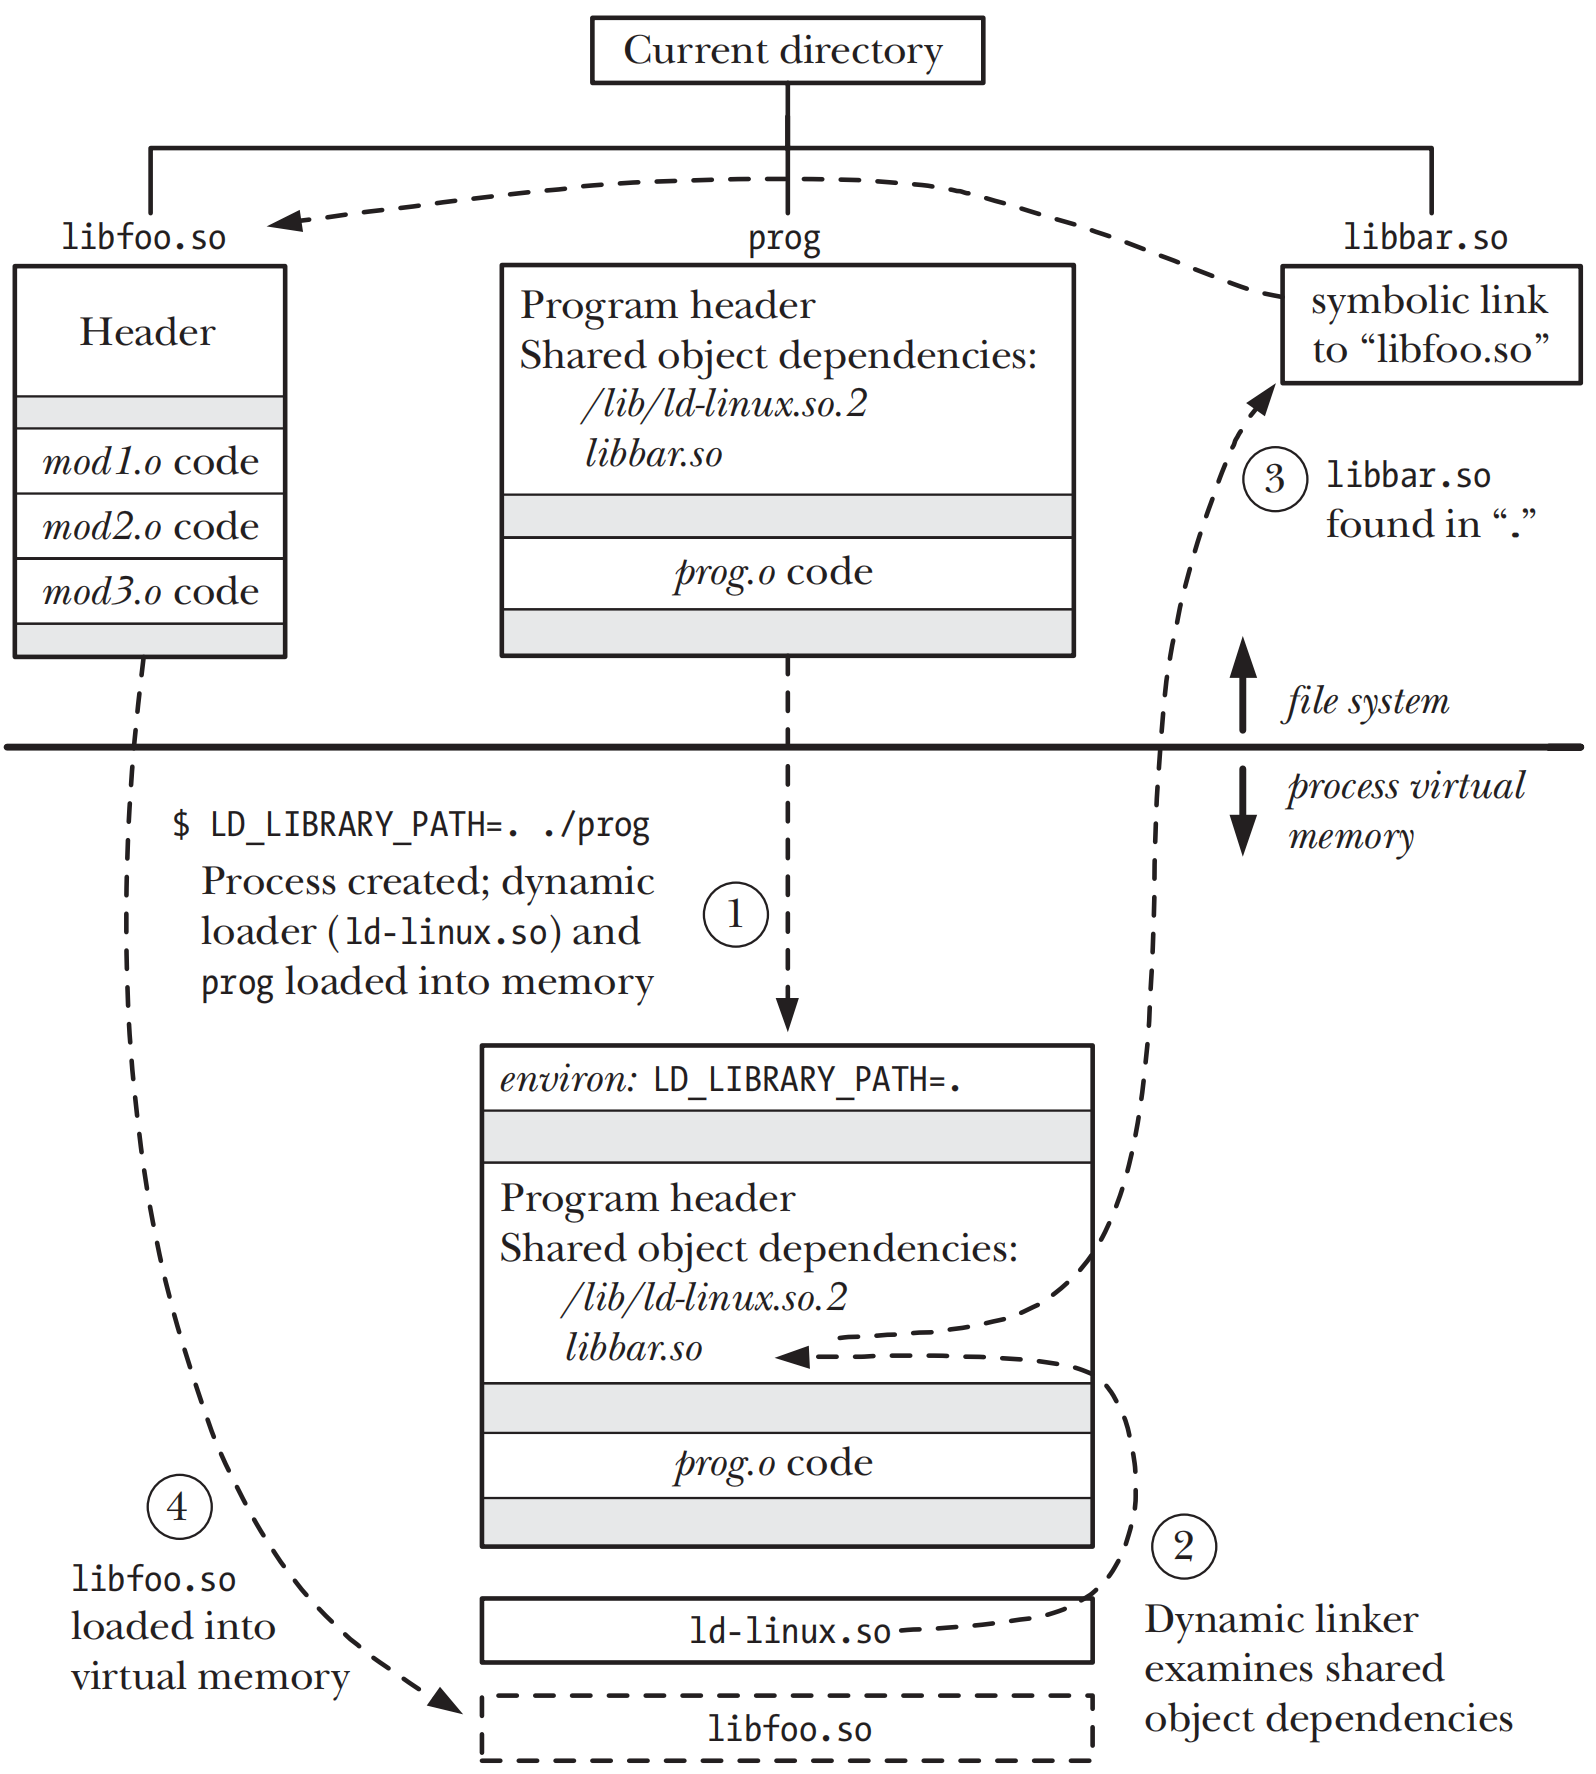 Current directory
libfoo.so
prog
libbar.so
Header
mod1.o code
mod2.o code
mod3.o code
Program header
Shared object dependencies:
/lib/ld-linux.so.2
libbar.so
prog.o code
symbolic link
to “libfoo.so”
3
libbar.so
found in “.”
file system
process virtual
memory
$ LD_LIBRARY_PATH=. ./prog
Process created; dynamic
loader (ld-linux.so) and
prog loaded into memory
1
environ: LD_LIBRARY_PATH=.
Program header
Shared object dependencies:
/lib/ld-linux.so.2
libbar.so
prog.o code
4
libfoo.so
loaded into
virtual memory
2
Dynamic linker
examines shared
object dependencies
ld-linux.so
libfoo.so